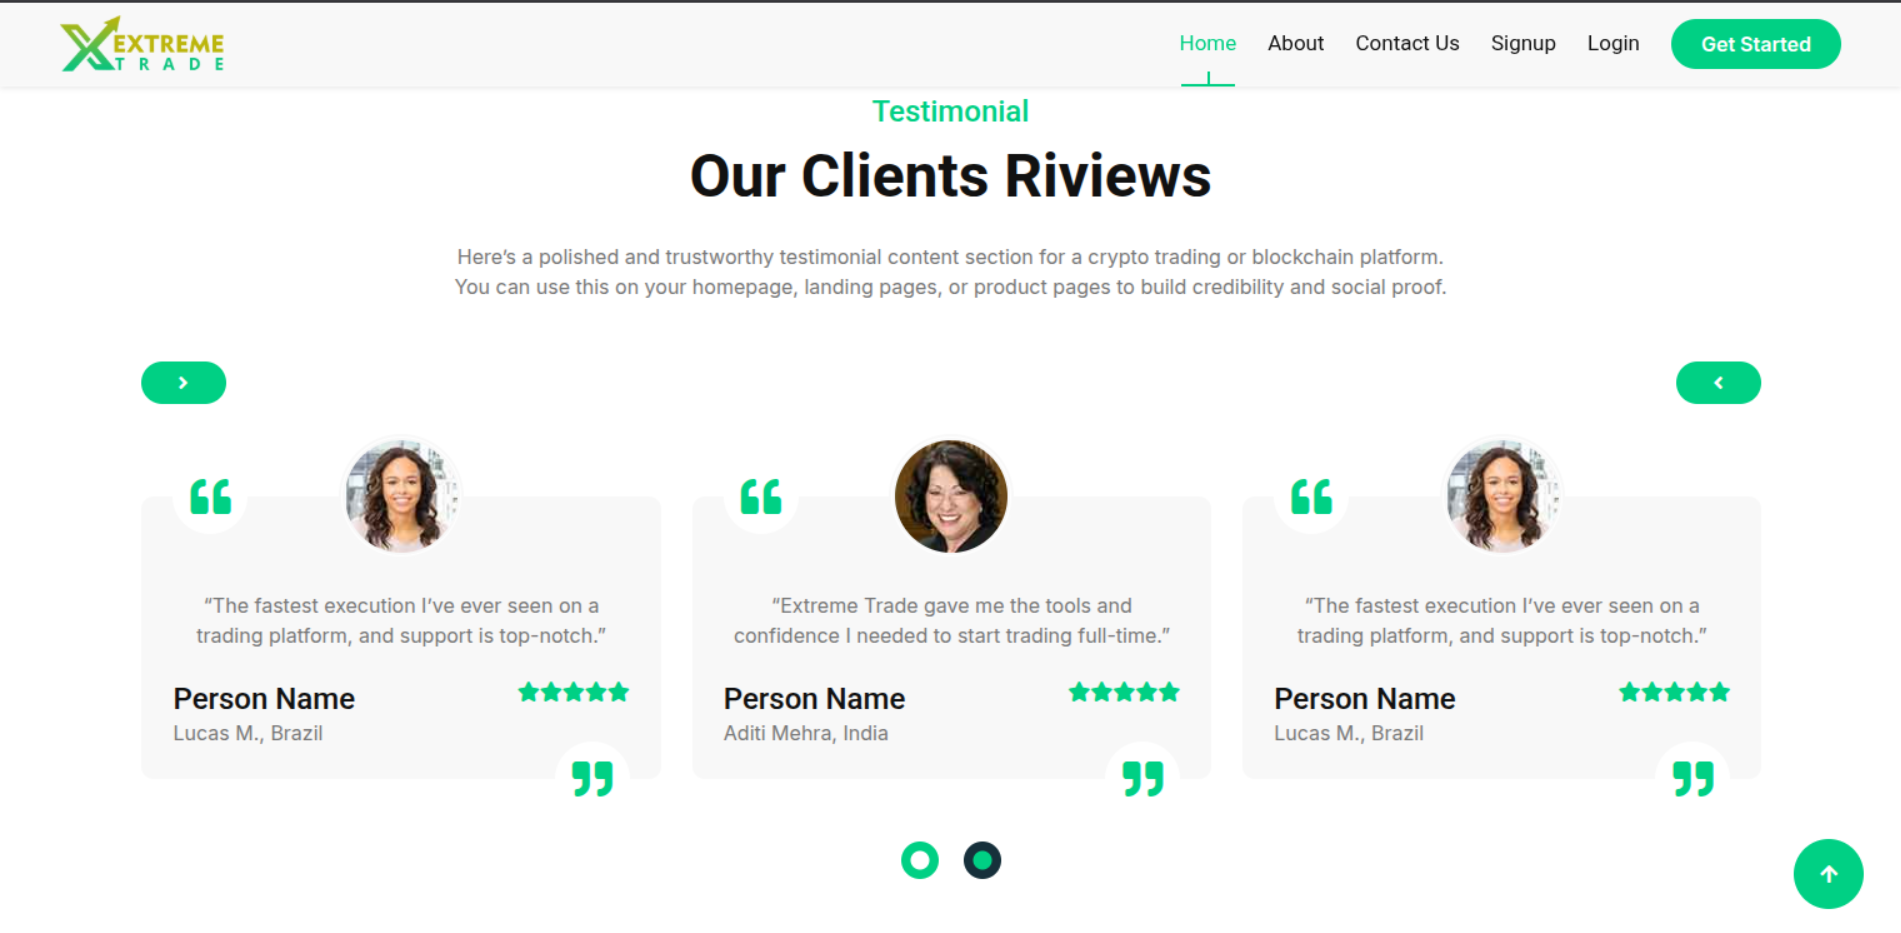 EXTREME
TRADE
Home About Contact Us Signup Login Get Started
Testimonial
Our Clients Riviews
Here’s a polished and trustworthy testimonial content section for a crypto trading or blockchain platform.
You can use this on your homepage, landing pages, or product pages to build credibility and social proof.
“The fastest execution I’ve ever seen on a
trading platform, and support is top-notch.”
Person Name
Lucas M., Brazil
“Extreme Trade gave me the tools and
confidence I needed to start trading full-time.”
Person Name
Aditi Mehra, India
“The fastest execution I’ve ever seen on a
trading platform, and support is top-notch.”
Person Name
Lucas M., Brazil